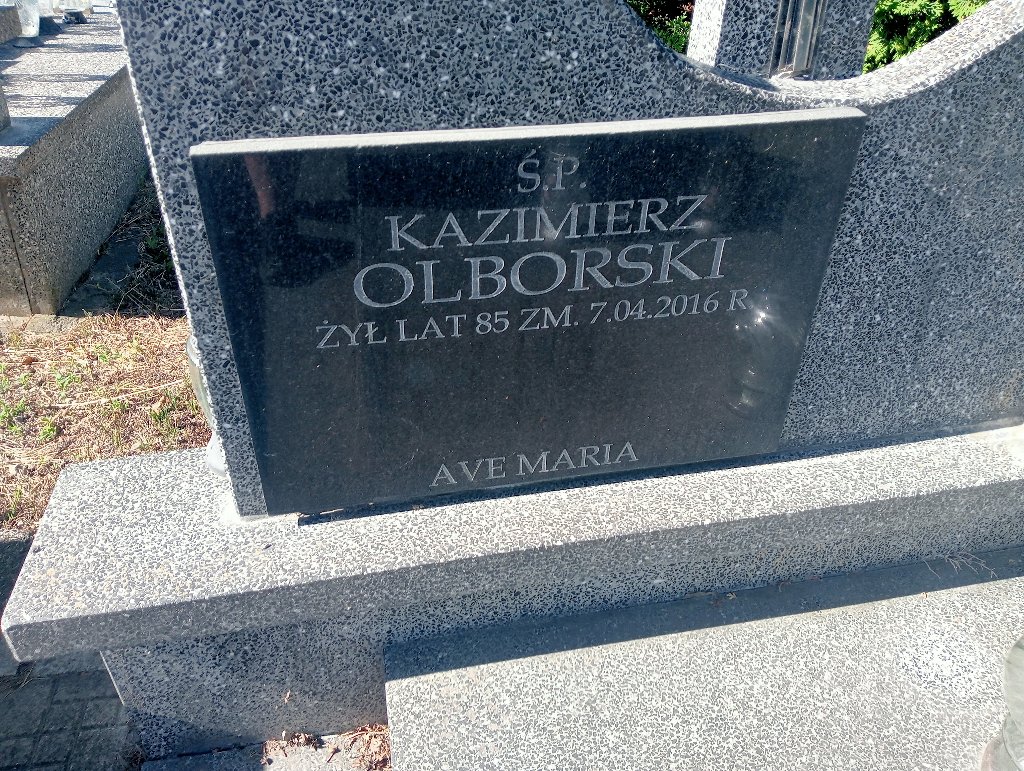 Ś.P.
KAZIMIERZ
OLBORSKI
ŻYŁ LAT 85 ZM. 7.04.2016 R
AVE MARIA